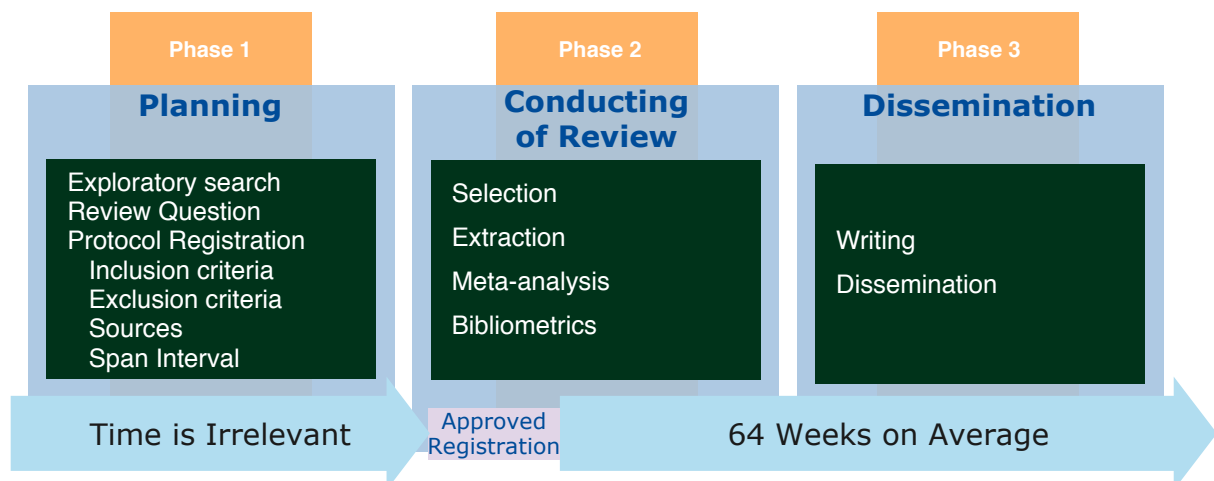 Phase 1
Planning
Exploratory search
Review Question
Protocol Registration
Inclusion criteria
Exclusion criteria
Sources
Span Interval
Time is Irrelevant
Phase 2
Conducting
of Review
Selection
Extraction
Meta-analysis
Bibliometrics
Approved
Registration
Phase 3
Dissemination
Writing
Dissemination
64 Weeks on Average